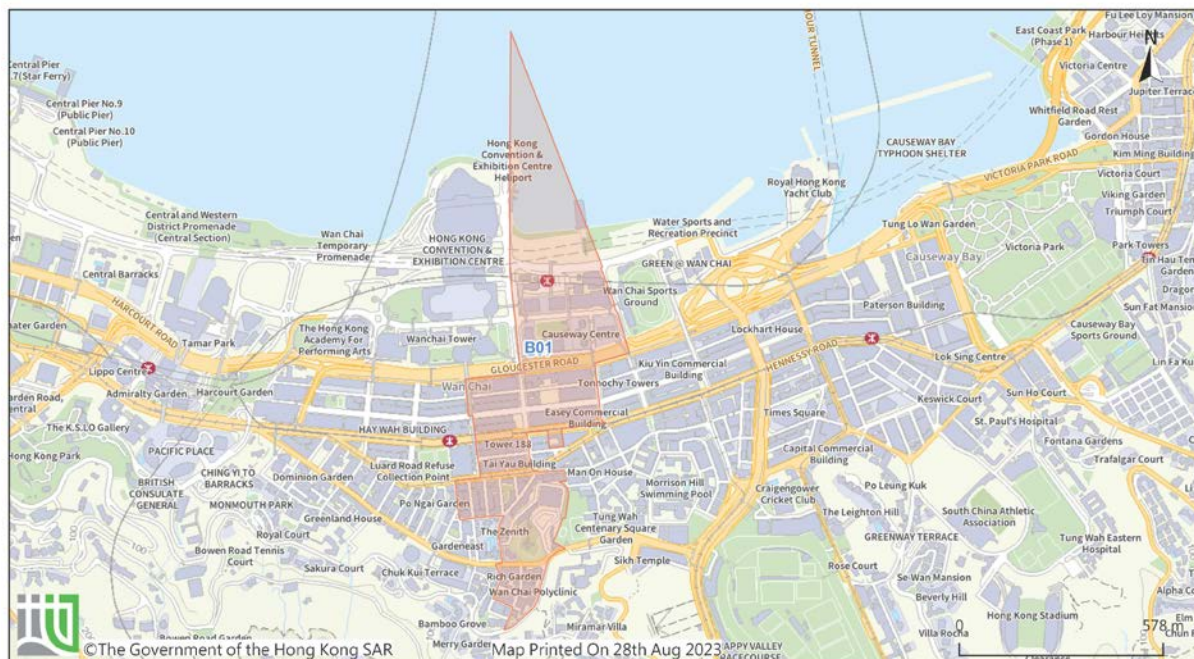 Central Pier
.7(Star Ferry)
Central Pier No.9
(Public Pier)
Central Pier No.10
(Public Pier)
Central and Western
District Promenade
(Central Section)
Wan Chai
Temporary
Promenade
Hong Kong
Convention &
Exhibition Centre
Heliport
HONG KONG
CONVENTION &
EXHIBITION CENTRE
OUR TUNNEL
East Coast Park
(Phase 1)
Fu Lee Loy Mansion
Harbour Heights
N
Victoria Centre
Jupiter Terrace
Whitfield Road Rest
Garden
Gordon House
CAUSEWAY BAY
TYPHOON SHELTER
VICTORIA PARK ROAD
Kim Ming Building
Victoria Court
Royal Hong Kong
Yacht Club
Viking Garden
Triumph Court
Water Sports and
Recreation Precinct
Tung Lo Wan Garden
Victoria Park
Park Towers
Causeway Bay
Tin Hau Tem
Garden
Dragon
GREEN @ WAN CHAI
Wan Chai Sports
Ground
Central Barracks
HARCOURT ROAD
Tamar Park
The Hong Kong
Academy For
Performing Arts
Wanchai Tower
B01
Causeway Centre
Lockhart House
Paterson Building
Sun Fat Mansion
Causeway Bay
Sports Ground
ater Garden
Lippo Centre
GLOUCESTER ROAD
Kiu Yin Commercial
Building
HENNESSY ROAD
Lok Sing Centre
Lin Fa Ku
Admiralty Garden
Harcourt Garden
Wan Chai
Tonnochy Towers
Sun Ho Court
arden Road,
entral
Keswick Court
The K.S.LO Gallery
HAY WAH BUILDING
Easey Commercial
Building
Times Square
St. Paul's Hospital
Hong Kong Park
PACIFIC PLACE
Tower 188
Capital Commercial
Building
Fontana Gardens
Luard Road Refuse
Collection Point
Tai Yau Building
Man On House
Trafalgar Court
BRITISH
CONSULATE
GENERAL
CHING YI TO
BARRACKS
Dominion Garden
Morrison Hill
Swimming Pool
Craigengower
Cricket Club
Po Leung Kuk
MONMOUTH PARK
Po Ngai Garden
The Leighton Hill
South China Athletic
Association
Greenland House
The Zenith
Tung Wah
Centenary Square
Garden
GREENWAY TERRACE
Tung Wah Eastern
Hospital
Royal Court
Gardeneast
Bowen Road Tennis
Court
Sakura Court
Chuk Kui Terrace
Rich Garden
Sikh Temple
Rose Court
Se-Wan Mansion
Wan Chai Polyclinic
Beverly Hill
Alpha Co
Bamboo Grove
Hong Kong Stadium
Bowen Road Garden
Merry Garden
Miramar Villa
Villa Rocha
APPY VALLEY
RACECOURSE
0
578 m
100
100
©The Government of the Hong Kong SAR
Map Printed On 28th Aug 2023